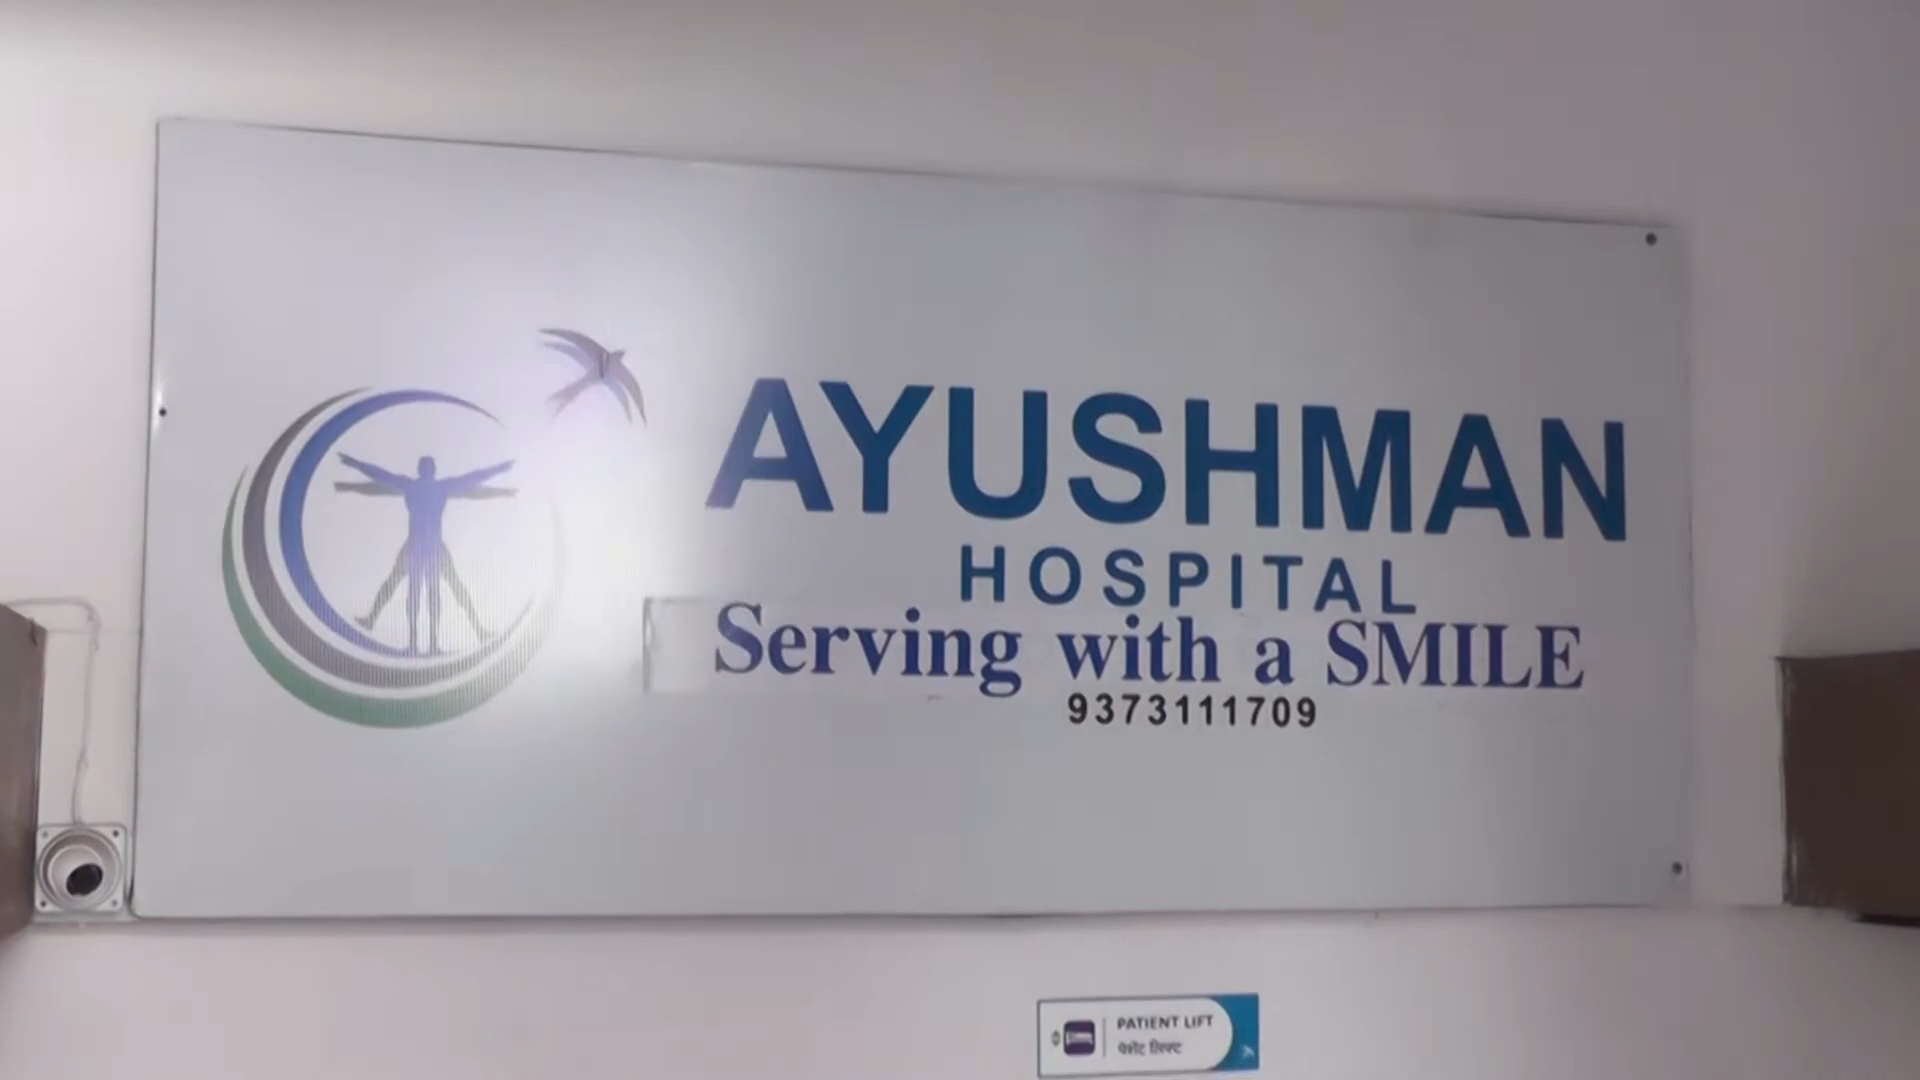 AYUSHMAN
HOSPITAL
Serving with a SMILE
9373111709
PATIENT LIFT
पेशेंट लिफ्ट